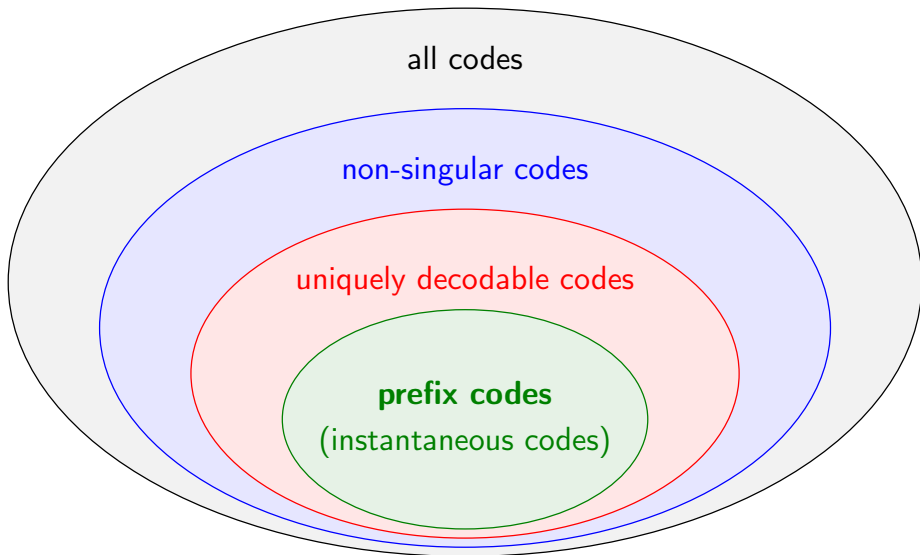 all codes
non-singular codes
uniquely decodable codes
prefix codes
(instantaneous codes)